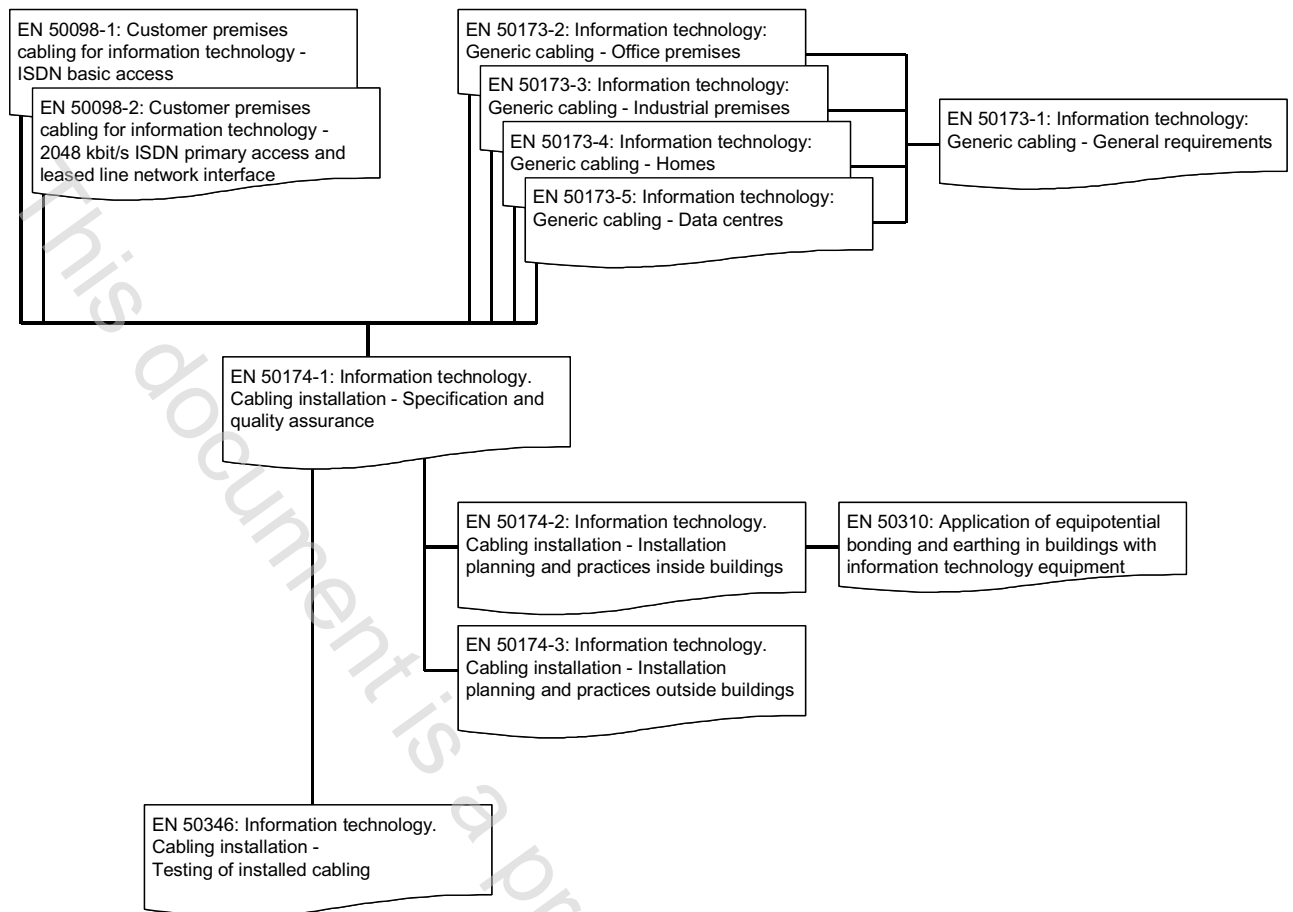 EN 50098-1: Customer premises
cabling for information technology -
ISDN basic access
EN 50098-2: Customer premises
cabling for information technology -
2048 kbit/s ISDN primary access and
leased line network interface
EN 50173-2: Information technology:
Generic cabling - Office premises
EN 50173-3: Information technology:
Generic cabling - Industrial premises
EN 50173-4: Information technology:
Generic cabling - Homes
EN 50173-5: Information technology:
Generic cabling - Data centres
EN 50173-1: Information technology:
Generic cabling - General requirements
EN 50174-1: Information technology.
Cabling installation - Specification and
quality assurance
EN 50174-2: Information technology.
Cabling installation - Installation
planning and practices inside buildings
EN 50310: Application of equipotential
bonding and earthing in buildings with
information technology equipment
EN 50174-3: Information technology.
Cabling installation - Installation
planning and practices outside buildings
EN 50346: Information technology.
Cabling installation -
Testing of installed cabling
This document is a pr